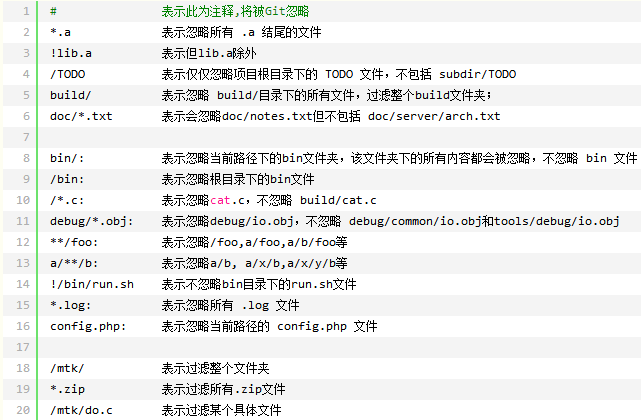 1 # 表示此为注释,将被Git忽略
2 *.a 表示忽略所有 .a 结尾的文件
3 !lib.a 表示但lib.a除外
4 /TODO 表示仅仅忽略项目根目录下的 TODO 文件，不包括 subdir/TODO
5 build/ 表示忽略 build/目录下的所有文件，过滤整个build文件夹；
6 doc/*.txt 表示会忽略doc/notes.txt但不包括 doc/server/arch.txt
7
8 bin/: 表示忽略当前路径下的bin文件夹，该文件夹下的所有内容都会被忽略，不忽略 bin 文件
9 /bin: 表示忽略根目录下的bin文件
10 /*.c: 表示忽略cat.c，不忽略 build/cat.c
11 debug/*.obj: 表示忽略debug/io.obj，不忽略 debug/common/io.obj和tools/debug/io.obj
12 **/foo: 表示忽略/foo,a/foo,a/b/foo等
13 a/**/b: 表示忽略a/b, a/x/b,a/x/y/b等
14 !/bin/run.sh 表示不忽略bin目录下的run.sh文件
15 *.log: 表示忽略所有 .log 文件
16 config.php: 表示忽略当前路径的 config.php 文件
17
18 /mtk/ 表示过滤整个文件夹
19 *.zip 表示过滤所有.zip文件
20 /mtk/do.c 表示过滤某个具体文件